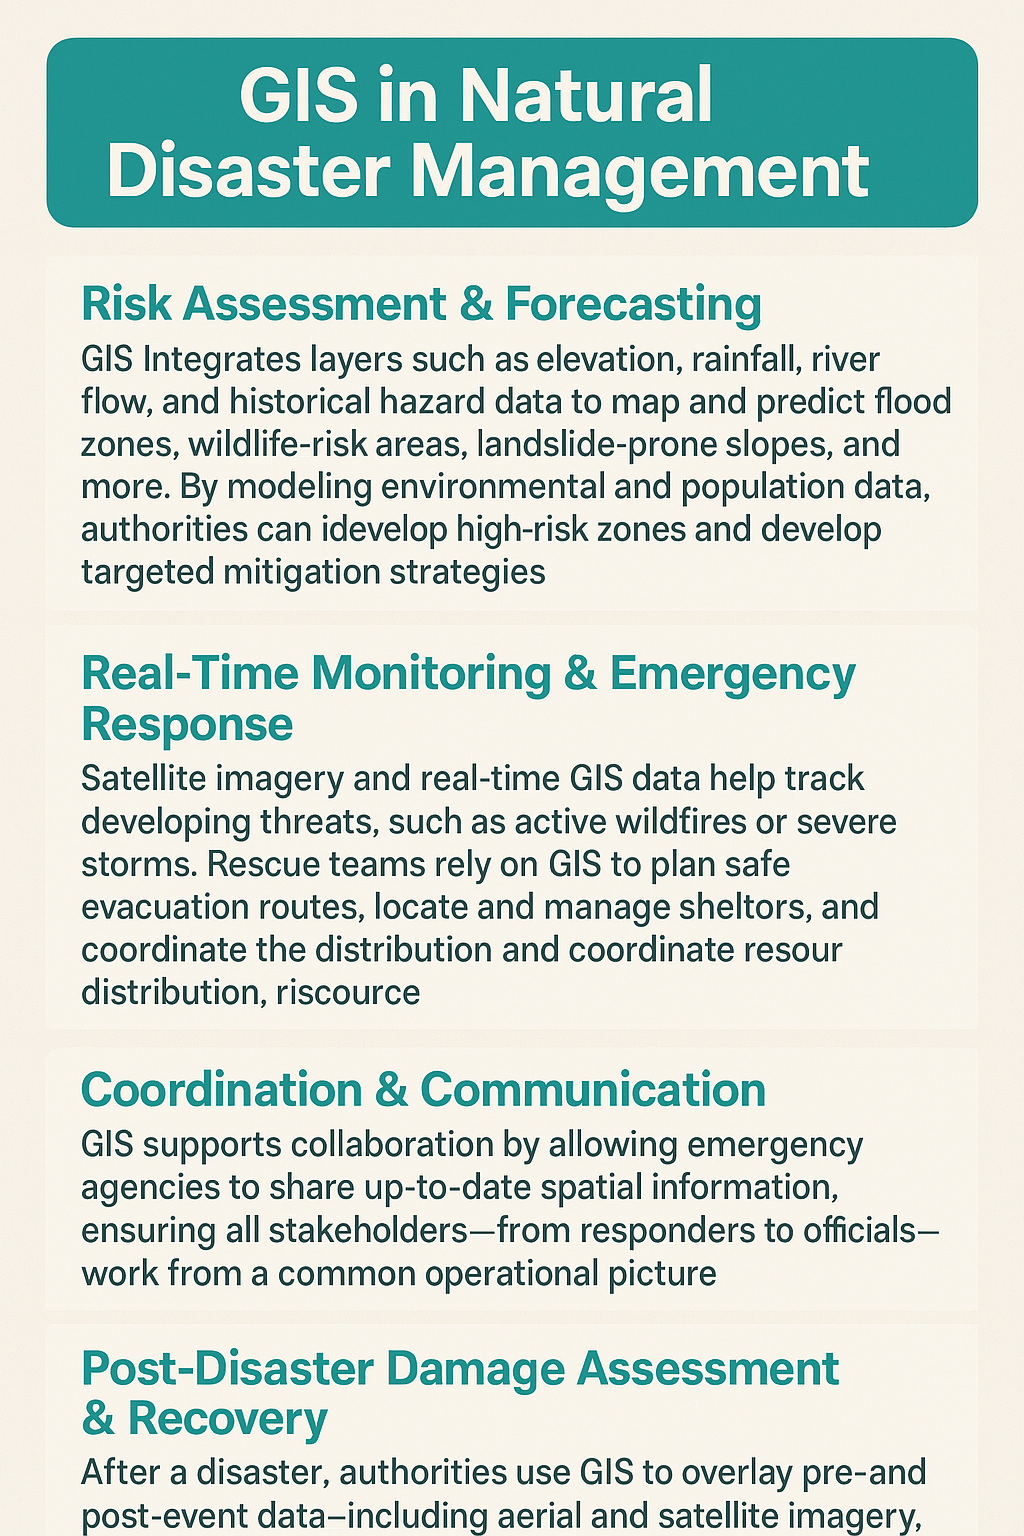 GIS in Natural
Disaster Management
Risk Assessment & Forecasting
GIS Integrates layers such as elevation, rainfall, river
flow, and historical hazard data to map and predict flood
zones, wildlife-risk areas, landslide-prone slopes, and
more. By modeling environmental and population data,
authorities can idevelop high-risk zones and develop
targeted mitigation strategies
Real-Time Monitoring & Emergency
Response
Satellite imagery and real-time GIS data help track
developing threats, such as active wildfires or severe
storms. Rescue teams rely on GIS to plan safe
evacuation routes, locate and manage sheltors, and
coordinate the distribution and coordinate resour
distribution, riscource
Coordination & Communication
GIS supports collaboration by allowing emergency
agencies to share up-to-date spatial information,
ensuring all stakeholders—from responders to officials—
work from a common operational picture
Post-Disaster Damage Assessment
& Recovery
After a disaster, authorities use GIS to overlay pre-and
post-event data—including aerial and satellite imagery,